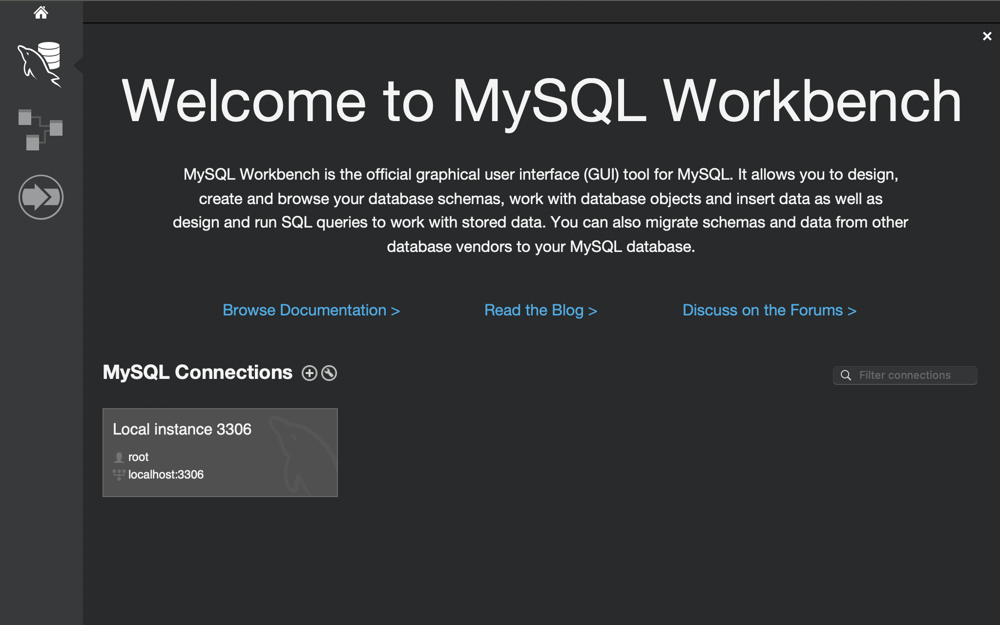 Welcome to MySQL Workbench
MySQL Workbench is the official graphical user interface (GUI) tool for MySQL. It allows you to design,
create and browse your database schemas, work with database objects and insert data as well as
design and run SQL queries to work with stored data. You can also migrate schemas and data from other
database vendors to your MySQL database.
Browse Documentation > Read the Blog > Discuss on the Forums >
MySQL Connections Filter connections
Local instance 3306
root
localhost:3306